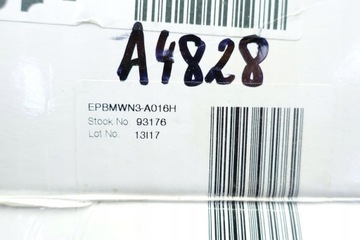 A4828
EPBMWN3-A016H
Stock No 93176
Lot No: 13I17